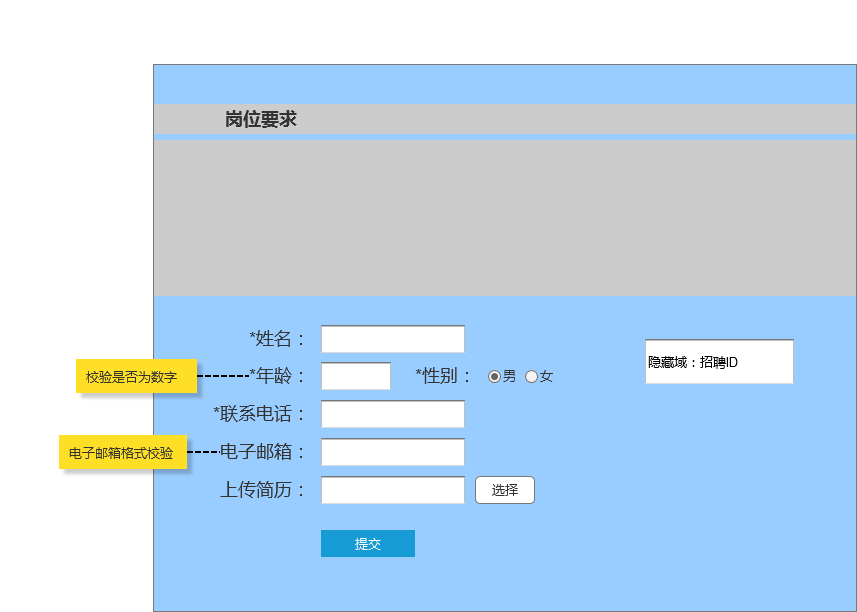 岗位要求
*姓名：
隐藏域：招聘ID
校验是否为数字
*年龄：
*性别：
男
女
*联系电话：
电子邮箱格式校验
电子邮箱：
上传简历：
选择
提交